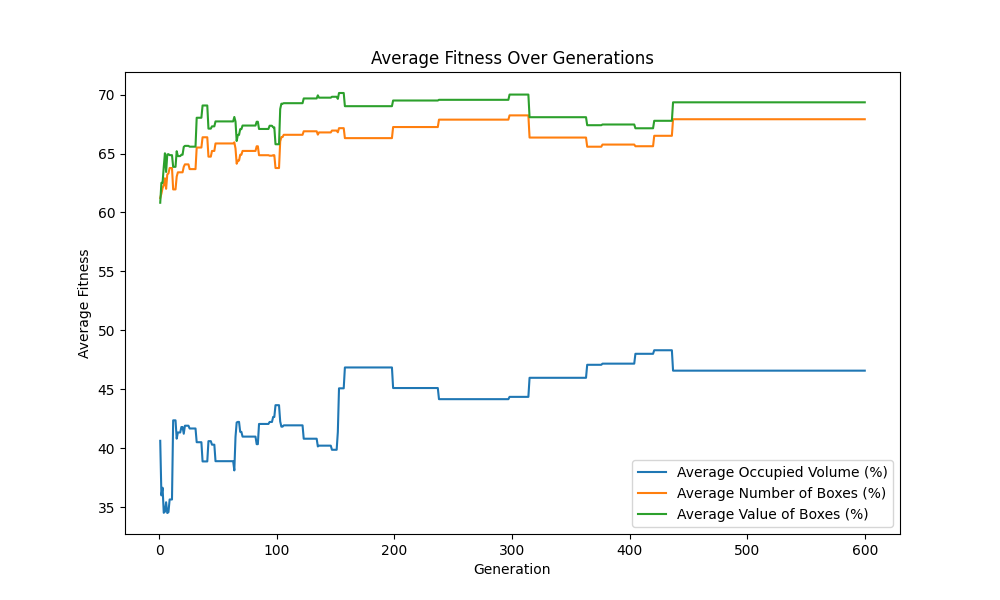 Average Fitness Over Generations
Average Fitness
70
65
60
55
50
45
40
35
0 100 200 300 400 500 600
Generation
Average Occupied Volume (%)
Average Number of Boxes (%)
Average Value of Boxes (%)